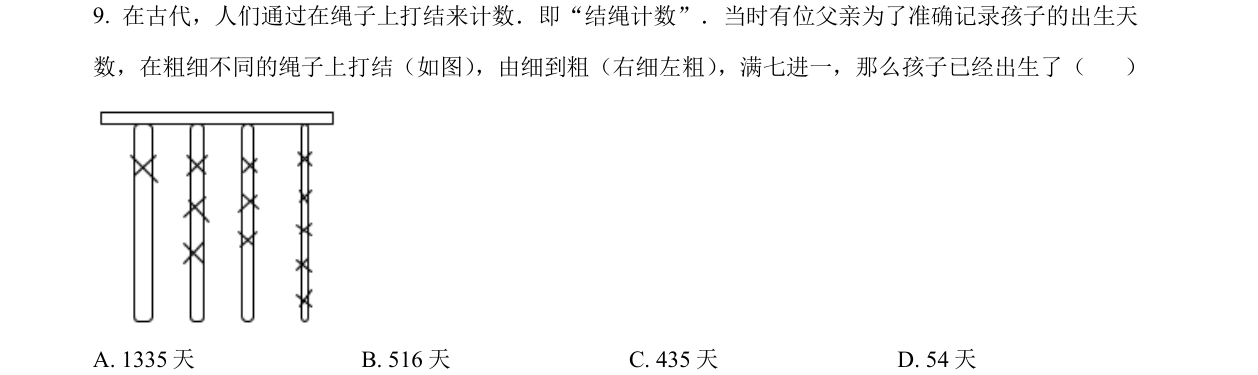 9. 在古代，人们通过在绳子上打结来计数．即“结绳计数”．当时有位父亲为了准确记录孩子的出生天
数，在粗细不同的绳子上打结（如图），由细到粗（右细左粗），满七进一，那么孩子已经出生了（　　）
A. 1335 天 B. 516 天 C. 435 天 D. 54 天